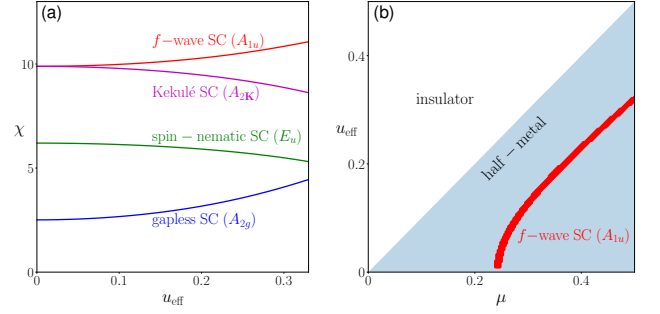 (a)
f−wave SC (A1u)
10
Kekulé SC (A2K)
χ
spin − nematic SC (Eu)
5
gapless SC (A2g)
0
0
0.1
0.2
0.3
ueff
(b)
0.4
insulator
ueff
half − metal
0.2
f−wave SC (A1u)
0
0
0.2
0.4
μ